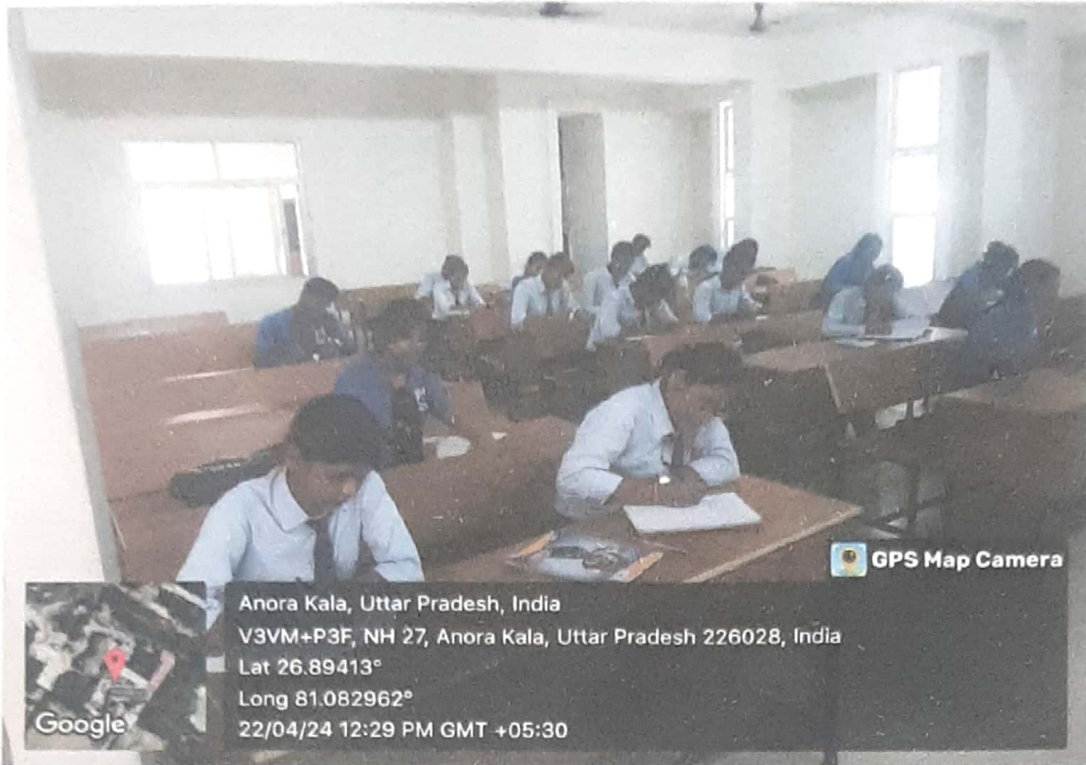 GPS Map Camera
Anora Kala, Uttar Pradesh, India
V3VM+P3F, NH 27, Anora Kala, Uttar Pradesh 226028, India
Lat 26.89413°
Long 81.082962°
22/04/24 12:29 PM GMT +05:30
Google